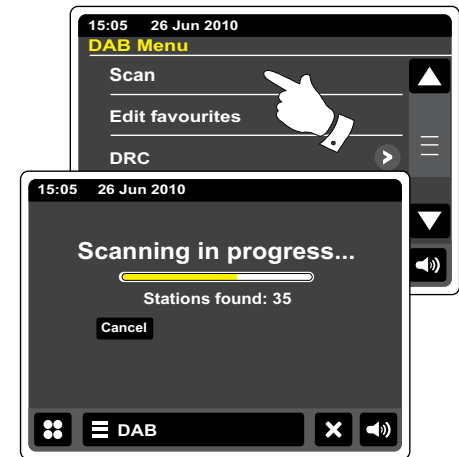 15:05 26 Jun 2010
DAB Menu
Scan
Edit favourites
DRC
15:05 26 Jun 2010
Scanning in progress...
Stations found: 35
Cancel
DAB